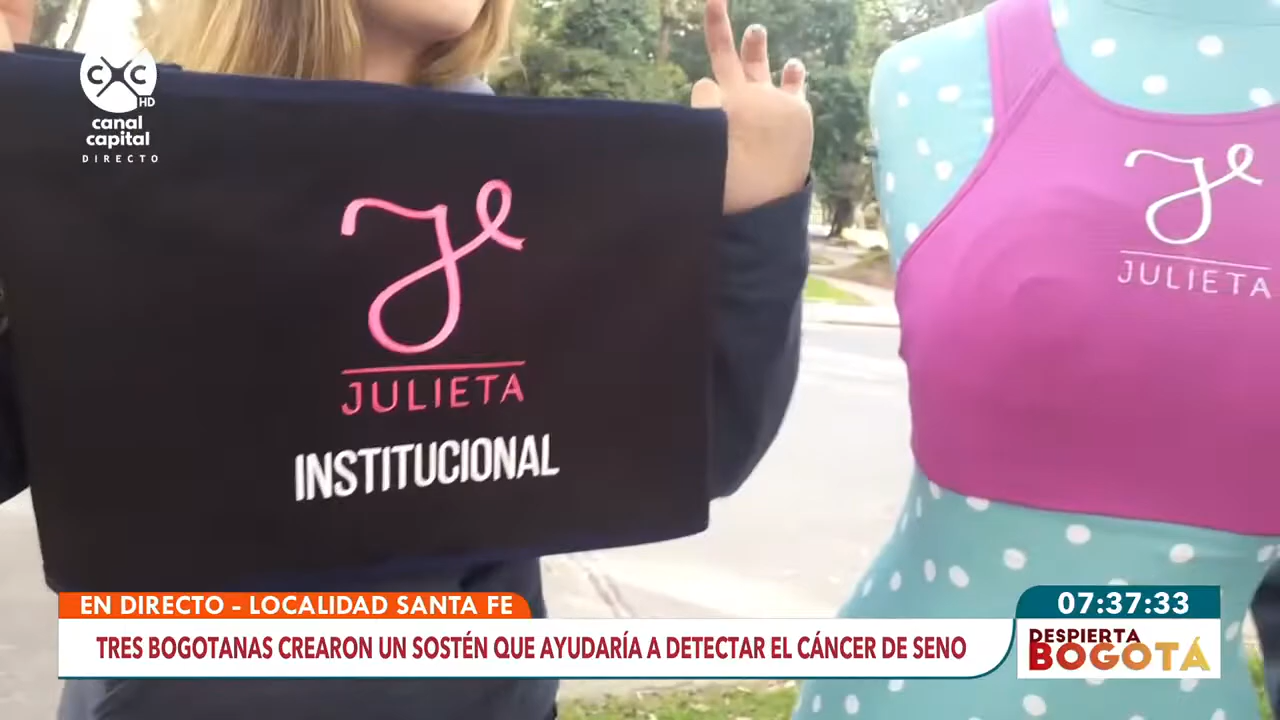 CXC
HD
canal
capital
DIRECTO
JULIETA
INSTITUCIONAL
JULIETA
EN DIRECTO - LOCALIDAD SANTA FE
TRES BOGOTANAS CREARON UN SOSTÉN QUE AYUDARÍA A DETECTAR EL CÁNCER DE SENO
07:37:33
DESPIERTA
BOGOTÁ